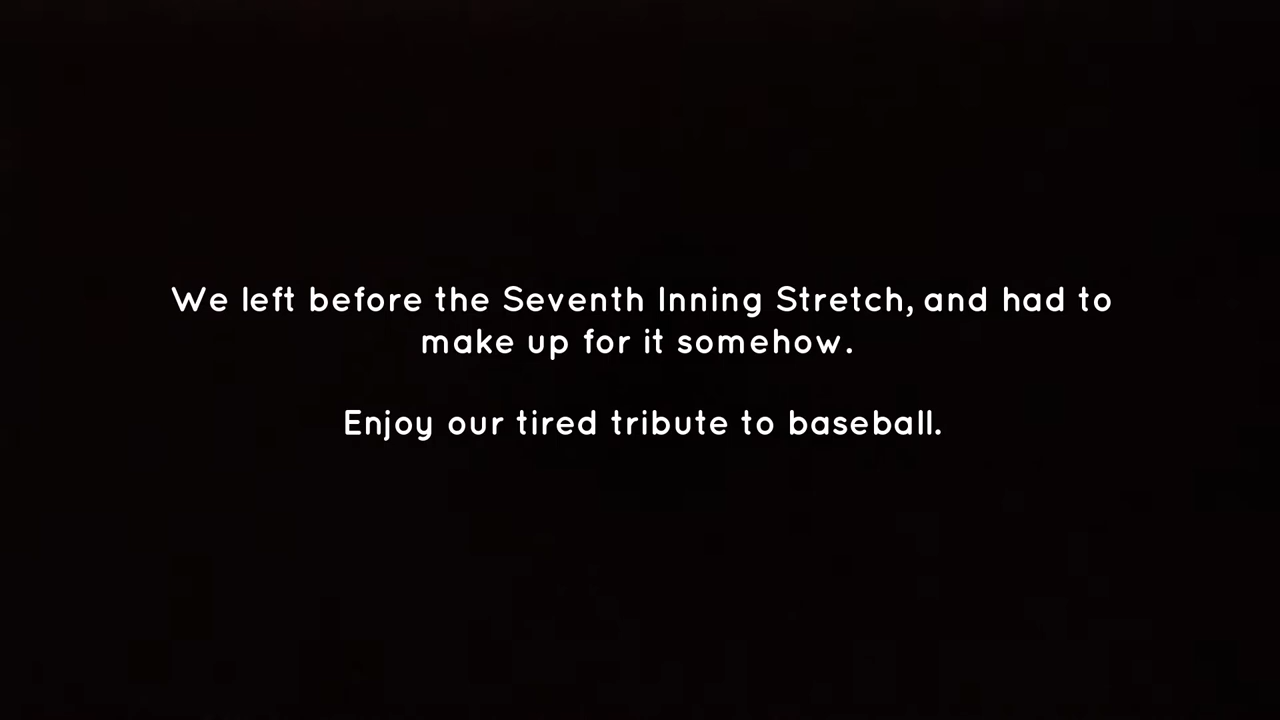 We left before the Seventh Inning Stretch, and had to
make up for it somehow.
Enjoy our tired tribute to baseball.